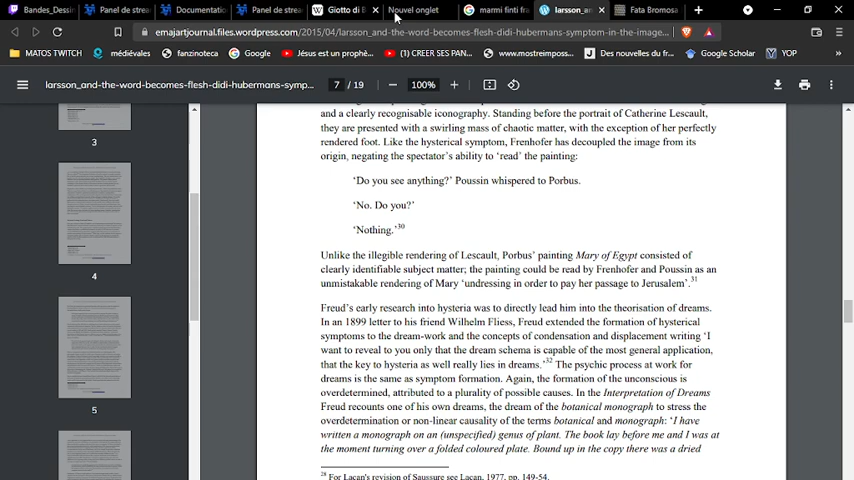 Bandes_Dessin
Panel de strea
Documentatio
Panel de strea
Giotto di B
Nouvel onglet
marmi finti fra
larsson_an
Fata Bromosa
emajartjournal.files.wordpress.com/2015/04/larsson_and-the-word-becomes-flesh-didi-hubermans-symptom-in-the-image...
MATOS TWITCH
médiévales
fanzinoteca
Google
Jésus est un prophè...
(1) CREER SES PAN...
www.mostreimposs...
Des nouvelles du fr...
Google Scholar
YOP
larsson_and-the-word-becomes-flesh-didi-hubermans-symp...
7 / 19
100%
3
4
5
and a clearly recognisable iconography. Standing before the portrait of Catherine Lescault,
they are presented with a swirling mass of chaotic matter, with the exception of her perfectly
rendered foot. Like the hysterical symptom, Frenhofer has decoupled the image from its
origin, negating the spectator's ability to 'read' the painting:
'Do you see anything?' Poussin whispered to Porbus.
'No. Do you?'
'Nothing.'30
Unlike the illegible rendering of Lescault, Porbus' painting Mary of Egypt consisted of
clearly identifiable subject matter; the painting could be read by Frenhofer and Poussin as an
unmistakable rendering of Mary 'undressing in order to pay her passage to Jerusalem'.31
Freud's early research into hysteria was to directly lead him into the theorisation of dreams.
In an 1899 letter to his friend Wilhelm Fliess, Freud extended the formation of hysterical
symptoms to the dream-work and the concepts of condensation and displacement writing 'I
want to reveal to you only that the dream schema is capable of the most general application,
that the key to hysteria as well really lies in dreams.'32 The psychic process at work for
dreams is the same as symptom formation. Again, the formation of the unconscious is
overdetermined, attributed to a plurality of possible causes. In the Interpretation of Dreams
Freud recounts one of his own dreams, the dream of the botanical monograph to stress the
overdetermination or non-linear causality of the terms botanical and monograph: 'I have
written a monograph on an (unspecified) genus of plant. The book lay before me and I was at
the moment turning over a folded coloured plate. Bound up in the copy there was a dried
28 For Lacan's revision of Saussure see Lacan, 1977, pp. 149-54.